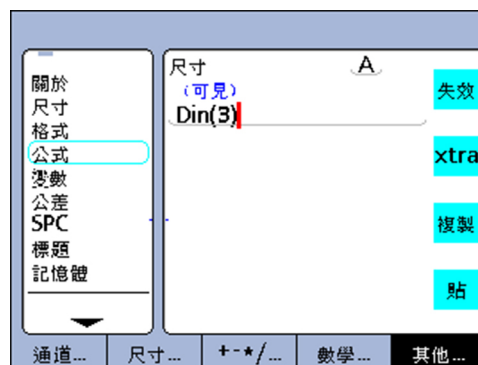 關於
尺寸
格式
公式
變數
公差
SPC
標題
記憶體
尺寸
A
(可見)
Din(3)
失效
xtra
複製
貼
通道...
尺寸...
+-*/...
數學...
其他...